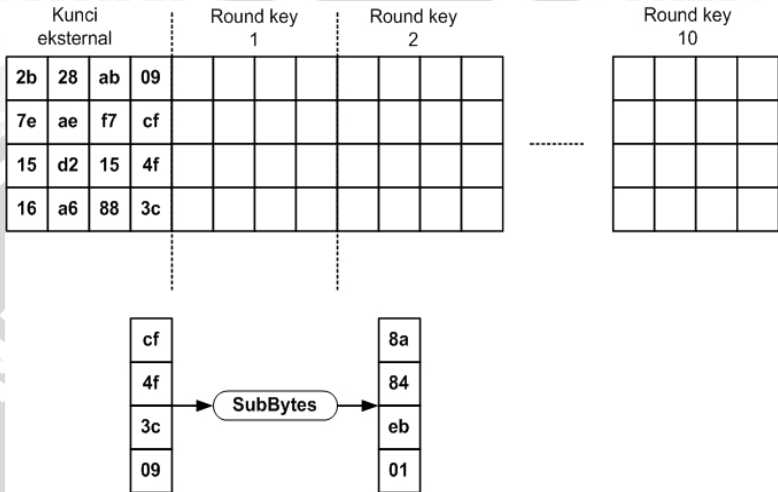 Kunci eksternal Round key 1 Round key 2 Round key 10
2b 28 ab 09
7e ae f7 cf
15 d2 15 4f
16 a6 88 3c
cf 8a
4f 84
SubBytes
3c eb
09 01